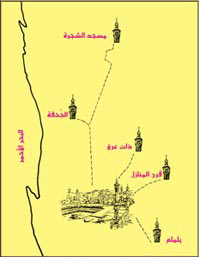 مسجد الشجرة
الجحفة
البحر الأحمر
ذات عرق
قرن المنازل
يلملم